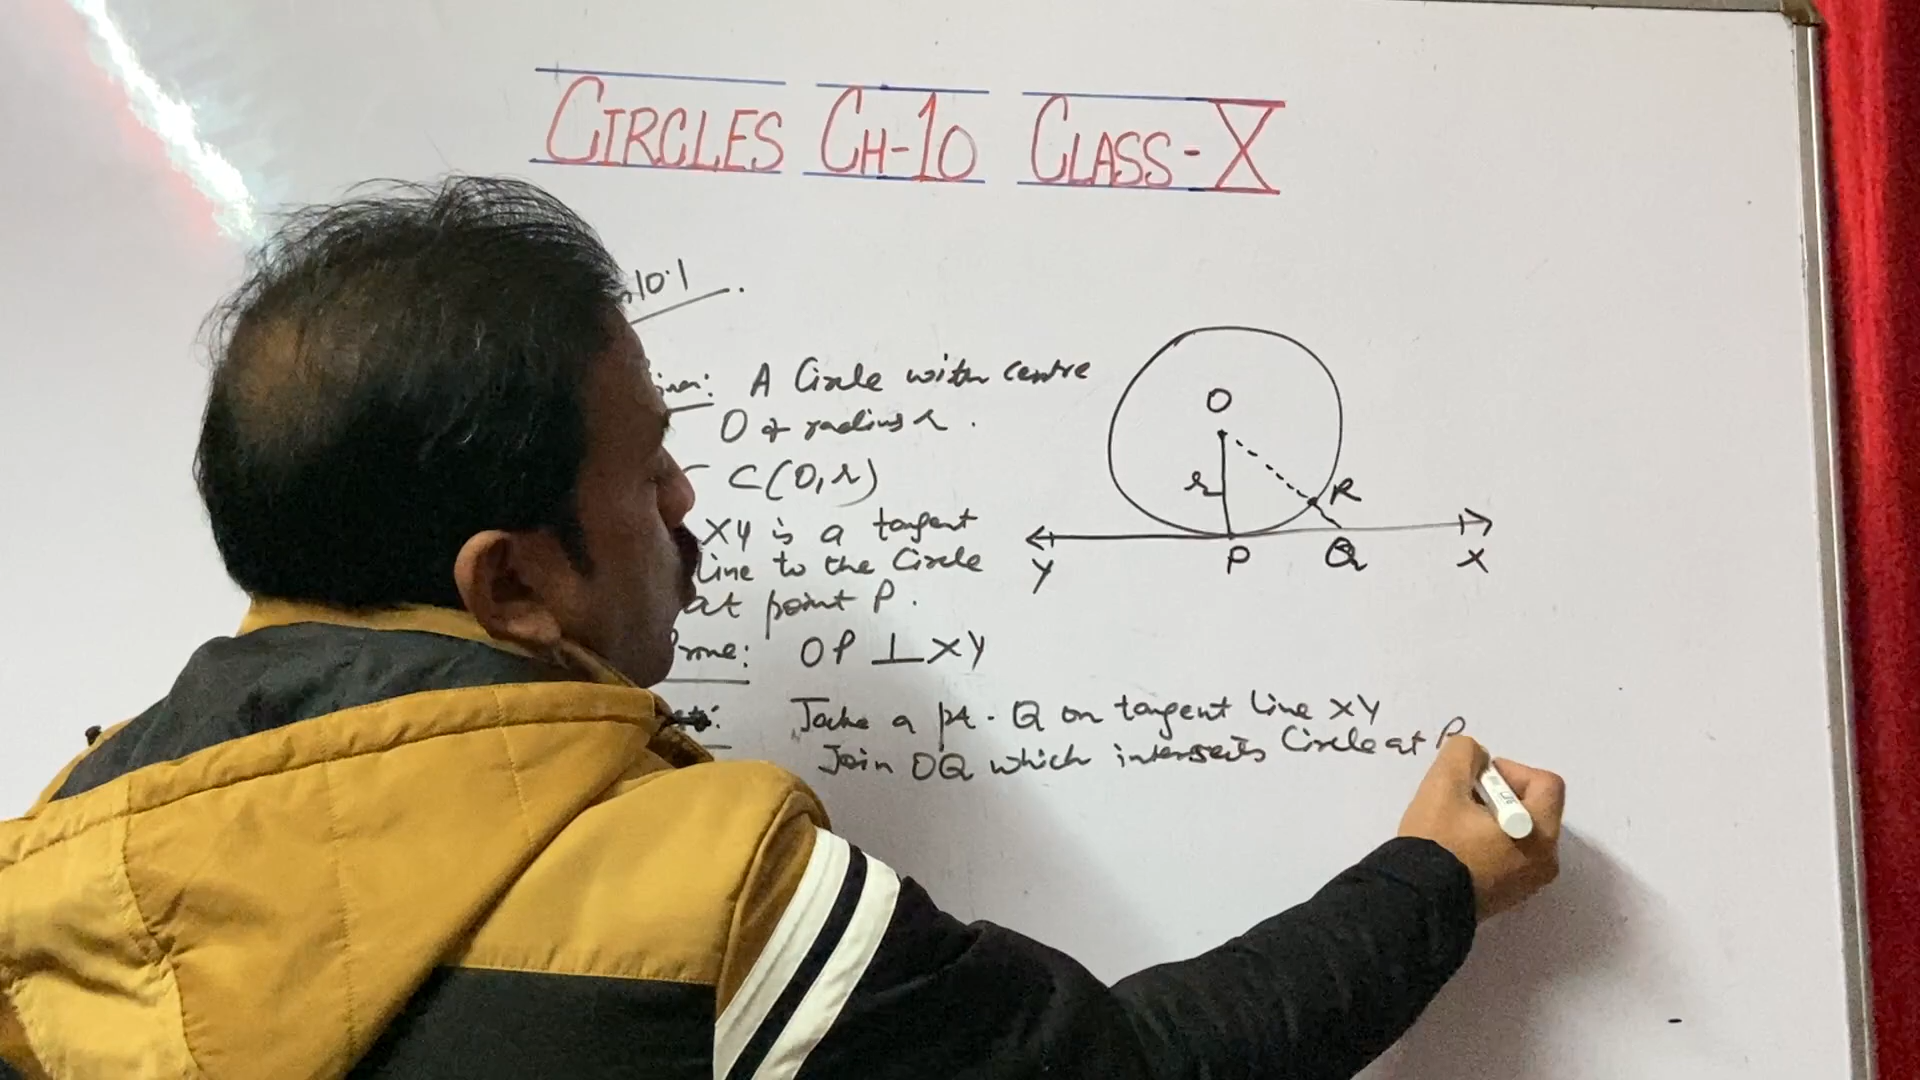 CIRCLES CH-10 CLASS-X
10.1
A Circle with centre
O & radius r.
C(O,r)
XY is a tangent
line to the Circle
at point P.
Prove: OP ⊥ XY
Take a pt. Q on tangent line XY
Join OQ which intersects Circle at
O
r
R
P
Q
Y
X